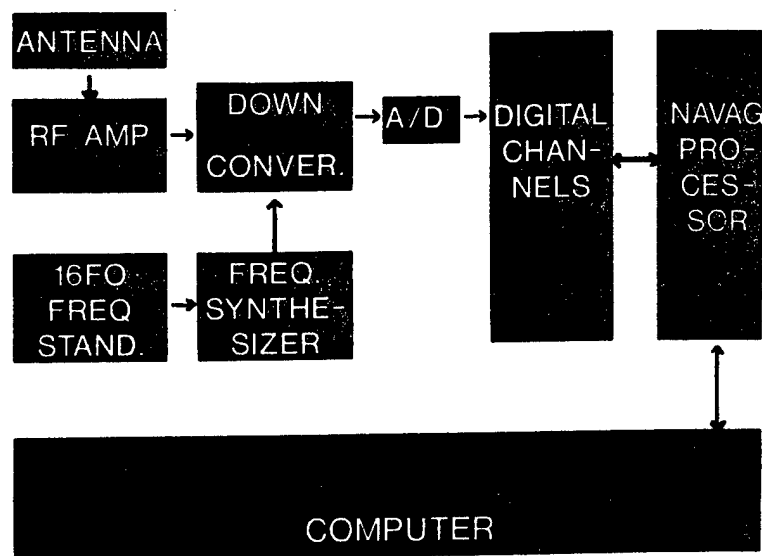 ANTENNA
RF AMP
DOWN
CONVER.
A/D
DIGITAL
CHAN-
NELS
NAVAG
PRO-
CES-
SOR
16FO
FREQ
STAND.
FREQ.
SYNTHE-
SIZER
COMPUTER